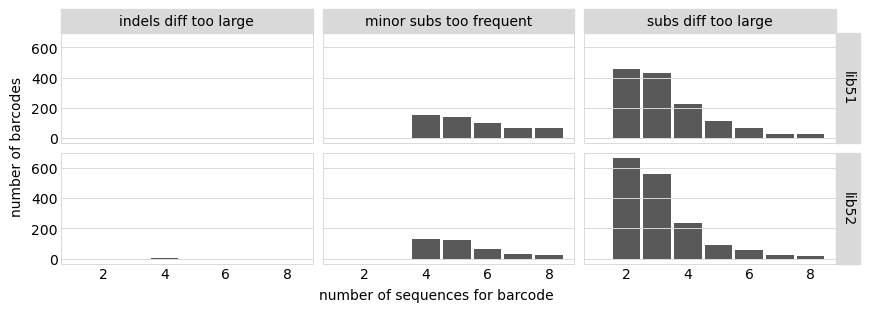 indels diff too large
minor subs too frequent
subs diff too large
number of barcodes
600
400
200
0
lib51
600
400
200
0
lib52
2 4 6 8
2 4 6 8
2 4 6 8
number of sequences for barcode